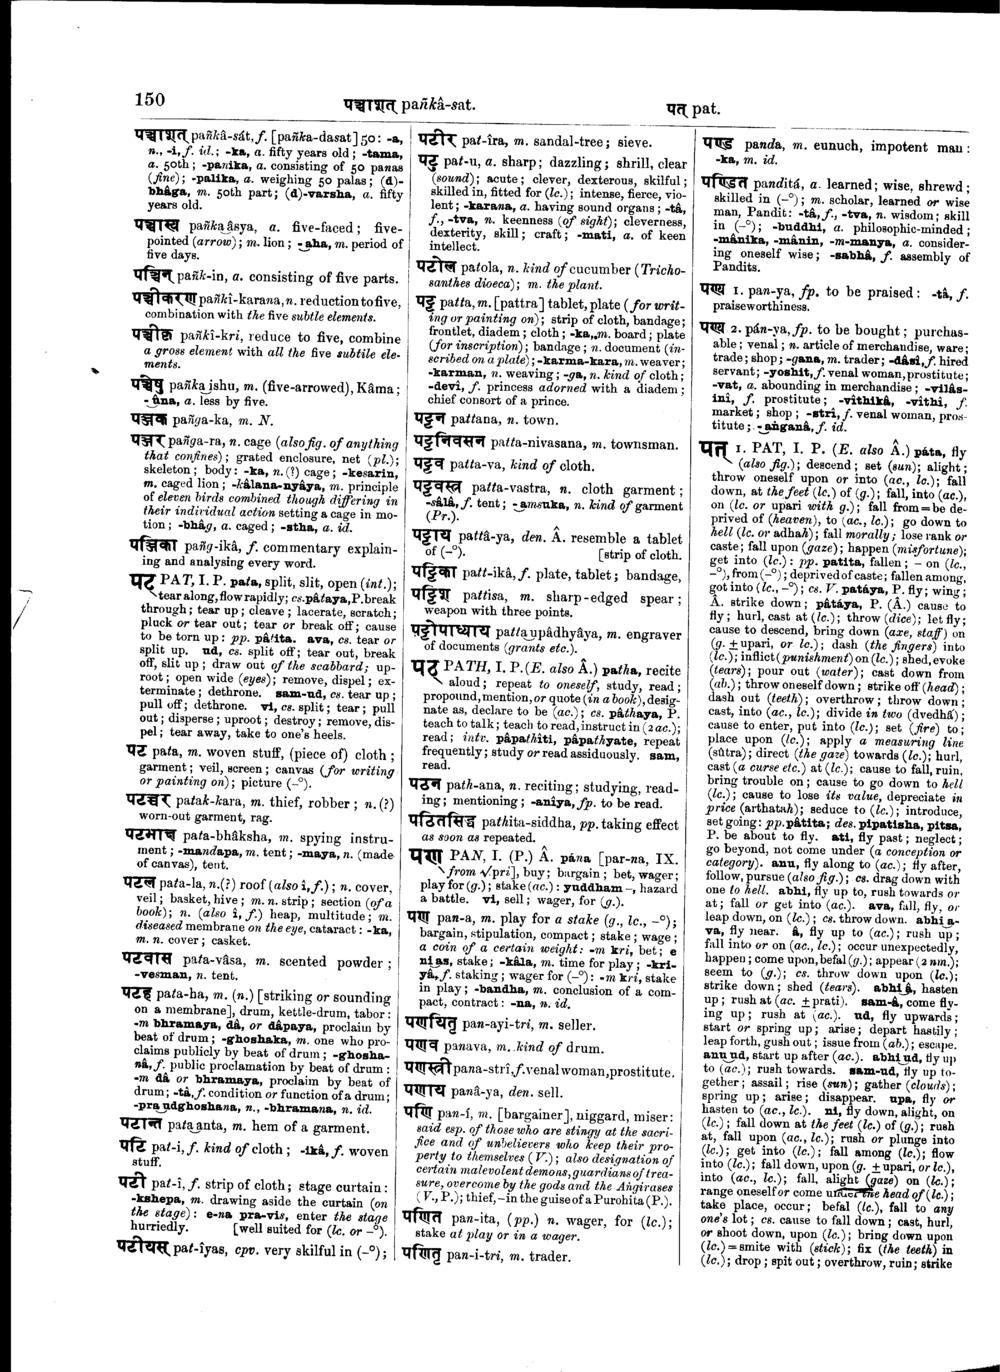 150
पञ्चाशत् pañkâ-sat.
पत् pat.
पञ्चाशत् pañkâ-sát, f. [pañka-dasat] 50: -a,
n., -i, f. id.; -ka, a. fifty years old; -tama,
a. 50th; -panika, a. consisting of 50 panas
(fine); -palika, a. weighing 50 palas; (d)-
bhâga, m. 50th part; (d)-varsha, a. fifty
years old.
पञ्चास्य pañka‿âsya, a. five-faced; five-
pointed (arrow); m. lion; -‿aha, m. period of
five days.
पञ्चिन् pañk-in, a. consisting of five parts.
पञ्चीकरण pañkî-karana, n. reduction to five,
combination with the five subtle elements.
पञ्चीकृ pañkî-kri, reduce to five, combine
a gross element with all the five subtile ele-
ments.
पञ्चेषु pañka‿ishu, m. (five-arrowed), Kâma;
-‿ûna, a. less by five.
पञ्जक pañga-ka, m. N.
पञ्जर pañga-ra, n. cage (also fig. of anything
that confines); grated enclosure, net (pl.);
skeleton; body: -ka, n. (?) cage; -kesarin,
m. caged lion; -kâlana-nyâya, m. principle
of eleven birds combined though differing in
their individual action setting a cage in mo-
tion; -bhâg, a. caged; -stha, a. id.
पञ्जिका pañg-ikâ, f. commentary explain-
ing and analysing every word.
पट् PAT, I. P. pata, split, slit, open (int.);
tear along, flow rapidly; cs. pâtaya, P. break
through; tear up; cleave; lacerate, scratch;
pluck or tear out; tear or break off; cause
to be torn up: pp. pâtita. ava, cs. tear or
split up. ud, cs. split off; tear out, break
off, slit up; draw out of the scabbard; up-
root; open wide (eyes); remove, dispel; ex-
terminate; dethrone. sam-ud, cs. tear up;
pull off; dethrone. vi, cs. split; tear; pull
out; disperse; uproot; destroy; remove, dis-
pel; tear away, take to one's heels.
पट pata, m. woven stuff, (piece of) cloth;
garment; veil, screen; canvas (for writing
or painting on); picture (-°).
पटच्चर patak-kara, m. thief, robber; n. (?)
worn-out garment, rag.
पटभाक्ष pata-bhâksha, m. spying instru-
ment; -mandapa, m. tent; -maya, n. (made
of canvas), tent.
पटल pata-la, n. (?) roof (also î, f.); n. cover,
veil; basket, hive; m. n. strip; section (of a
book); n. (also î, f.) heap, multitude; m.
diseased membrane on the eye, cataract: -ka,
m. n. cover; casket.
पटवास pata-vâsa, m. scented powder;
-vesman, n. tent.
पटह pata-ha, m. (n.) [striking or sounding
on a membrane], drum, kettle-drum, tabor:
-m bhramaya, dâ, or dâpaya, proclaim by
beat of drum; -ghoshaka, m. one who pro-
claims publicly by beat of drum; -ghosha-
nâ, f. public proclamation by beat of drum:
-m dâ or bhramaya, proclaim by beat of
drum; -tâ, f. condition or function of a drum;
-pra‿udghoshana, n., -bhramana, n. id.
पटान्त pata‿anta, m. hem of a garment.
पटि pat-i, f. kind of cloth; -ikâ, f. woven
stuff.
पटी pat-î, f. strip of cloth; stage curtain:
-kshepa, m. drawing aside the curtain (on
the stage): e-na pra-vis, enter the stage
hurriedly. [well suited for (lc. or -°).
पटीयस् pat-îyas, cpv. very skilful in (-°);
पटीर pat-îra, m. sandal-tree; sieve.
पटु pat-u, a. sharp; dazzling; shrill, clear
(sound); acute; clever, dexterous, skilful;
skilled in, fitted for (lc.); intense, fierce, vio-
lent; -karana, a. having sound organs; -tâ,
f., -tva, n. keenness (of sight); cleverness,
dexterity, skill; craft; -mati, a. of keen
intellect.
पटोल patola, n. kind of cucumber (Tricho-
santhes dioeca); m. the plant.
पट्ट patta, m. [pattra] tablet, plate (for writ-
ing or painting on); strip of cloth, bandage;
frontlet, diadem; cloth; -ka, m. board; plate
(for inscription); bandage; n. document (in-
scribed on a plate); -karma-kara, m. weaver;
-karman, n. weaving; -ga, n. kind of cloth;
-devî, f. princess adorned with a diadem;
chief consort of a prince.
पट्टन pattana, n. town.
पट्टनिवसन patta-nivasana, m. townsman.
पट्टव patta-va, kind of cloth.
पट्टवस्त्र patta-vastra, n. cloth garment;
-sâlâ, f. tent; -‿amsuka, n. kind of garment
(Pr.).
पट्टाय pattâ-ya, den. Â. resemble a tablet
of (-°). [strip of cloth.
पट्टिका patt-ikâ, f. plate, tablet; bandage,
पट्टिश pattisa, m. sharp-edged spear;
weapon with three points.
पट्टोपाध्याय patta‿upâdhyâya, m. engraver
of documents (grants etc.).
पठ् PATH, I. P. (E. also Â.) patha, recite
aloud; repeat to oneself, study, read;
propound, mention, or quote (in a book), desig-
nate as, declare to be (ac.); cs. pâthaya, P.
teach to talk; teach to read, instruct in (2 ac.);
read; intv. pâpathîti, pâpathyate, repeat
frequently; study or read assiduously. sam,
read.
पठन path-ana, n. reciting; studying, read-
ing; mentioning; -anîya, fp. to be read.
पठितसिद्ध pathita-siddha, pp. taking effect
as soon as repeated.
पण् PAN, I. (P.) Â. pána [par-na, IX.
from √pri], buy; bargain; bet, wager;
play for (g.); stake (ac.): yuddham –, hazard
a battle. vi, sell; wager, for (g.).
पण pan-a, m. play for a stake (g., lc., -°);
bargain, stipulation, compact; stake; wage;
a coin of a certain weight: -m kri, bet; e
ni‿as, stake; -kâla, m. time for play; -kri-
yâ, f. staking; wager for (-°): -m kri, stake
in play; -bandha, m. conclusion of a com-
pact, contract: -na, n. id.
पणयितृ pan-ayi-tri, m. seller.
पणव panava, m. kind of drum.
पणस्त्री pana-strî, f. venal woman, prostitute.
पणाय panâ-ya, den. sell.
पणि pan-í, m. [bargainer], niggard, miser:
said esp. of those who are stingy at the sacri-
fice and of unbelievers who keep their pro-
perty to themselves (V.); also designation of
certain malevolent demons, guardians of trea-
sure, overcome by the gods and the Aṅgirases
(V., P.); thief, – in the guise of a Purohita (P.).
पणित pan-ita, (pp.) n. wager, for (lc.);
stake at play or in a wager.
पणितृ pan-i-tri, m. trader.
पण्ड panda, m. eunuch, impotent man:
-ka, m. id.
पण्डित panditá, a. learned; wise, shrewd;
skilled in (-°); m. scholar, learned or wise
man, Pandit: -tâ, f., -tva, n. wisdom; skill
in (-°); -buddhi, a. philosophic-minded;
-mânika, -mânin, -m-manya, a. consider-
ing oneself wise; -sabhâ, f. assembly of
Pandits.
पण्य 1. pan-ya, fp. to be praised: -tâ, f.
praiseworthiness.
पण्य 2. pán-ya, fp. to be bought; purchas-
able; venal; n. article of merchandise, ware;
trade; shop; -gana, m. trader; -dâsî, f. hired
servant; -yoshit, f. venal woman, prostitute;
-vat, a. abounding in merchandise; -vilâs-
inî, f. prostitute; -vîthikâ, -vîthî, f.
market; shop; -strî, f. venal woman, pros-
titute; -‿aṅganâ, f. id.
पत् 1. PAT, I. P. (E. also Â.) páta, fly
(also fig.); descend; set (sun); alight;
throw oneself upon or into (ac., lc.); fall
down, at the feet (lc.) of (g.); fall, into (ac.),
on (lc. or upari with g.); fall from = be de-
prived of (heaven), to (ac., lc.); go down to
hell (lc. or adhah); fall morally; lose rank or
caste; fall upon (gaze); happen (misfortune);
get into (lc.): pp. patita, fallen; – on (lc.,
-°), from (-°); deprived of caste; fallen among,
got into (lc., -°); cs. V. patáya, P. fly; wing;
Â. strike down; pâtáya, P. (Â.) cause to
fly; hurl, cast at (lc.); throw (dice); let fly;
cause to descend, bring down (axe, staff) on
(g. ± upari, or lc.); dash (the fingers) into
(lc.); inflict (punishment) on (lc.); shed, evoke
(tears); pour out (water); cast down from
(ab.); throw oneself down; strike off (head);
dash out (teeth); overthrow; throw down;
cast, into (ac., lc.); divide in two (dvedhá);
cause to enter, put into (lc.); set (fire) to;
place upon (lc.); apply a measuring line
(sûtra); direct (the gaze) towards (lc.); hurl,
cast (a curse etc.) at (lc.); cause to fall, ruin,
bring trouble on; cause to go down to hell
(lc.); cause to lose its value, depreciate in
price (arthatah); seduce to (lc.); introduce,
set going: pp. pâtita; des. pipatisha, pitsa,
P. be about to fly. ati, fly past; neglect;
go beyond, not come under (a conception or
category). anu, fly along to (ac.); fly after,
follow, pursue (also fig.); cs. drag down with
one to hell. abhi, fly up to, rush towards or
at; fall or get into (ac.). ava, fall, fly, or
leap down, on (lc.); cs. throw down. abhi‿a-
va, fly near. â, fly up to (ac.); rush up;
fall into or on (ac., lc.); occur unexpectedly,
happen; come upon, befal (g.); appear (2 nm.);
seem to (g.); cs. throw down upon (lc.);
strike down; shed (tears). abhi‿â, hasten
up; rush at (ac. ± prati). sam-â, come fly-
ing up; rush at (ac.). ud, fly upwards;
start or spring up; arise; depart hastily;
leap forth, gush out; issue from (ab.); escape.
anu‿ud, start up after (ac.). abhi‿ud, fly up
to (ac.); rush towards. sam-ud, fly up to-
gether; assail; rise (sun); gather (clouds);
spring up; arise; disappear. upa, fly or
hasten to (ac., lc.). ni, fly down, alight, on
(lc.); fall down at the feet (lc.) of (g.); rush
at, fall upon (ac., lc.); rush or plunge into
(lc.); get into (lc.); fall among (lc.); flow
into (lc.); fall down, upon (g. ± upari, or lc.),
into (ac., lc.); fall, alight (gaze) on (lc.);
range oneself or come under the head of (lc.);
take place, occur; befal (lc.), fall to any
one's lot; cs. cause to fall down; cast, hurl,
or shoot down, upon (lc.); bring down upon
(lc.) = smite with (stick); fix (the teeth) in
(lc.); drop; spit out; overthrow, ruin; strike